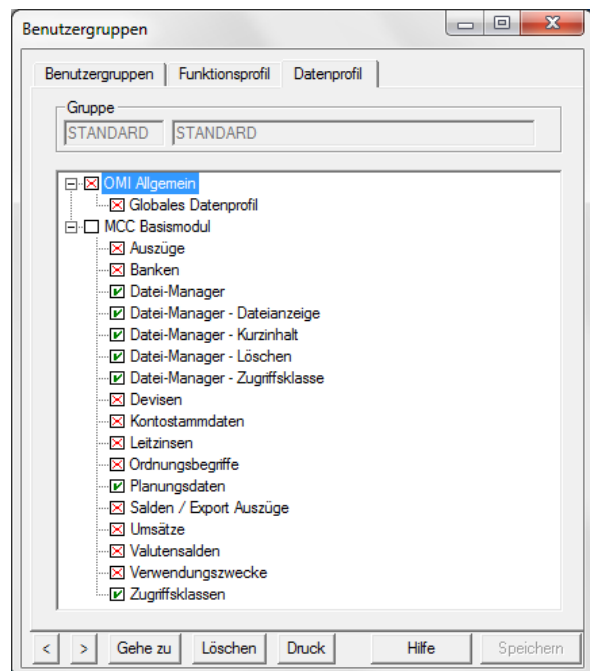 Benutzergruppen
Benutzergruppen Funktionsprofil Datenprofil
Gruppe
STANDARD STANDARD
OMI Allgemein
Globales Datenprofil
MCC Basismodul
Auszüge
Banken
Datei-Manager
Datei-Manager - Dateianzeige
Datei-Manager - Kurzinhalt
Datei-Manager - Löschen
Datei-Manager - Zugriffsklasse
Devisen
Kontostammdaten
Leitzinsen
Ordnungsbegriffe
Planungsdaten
Salden / Export Auszüge
Umsätze
Valutensalden
Verwendungszwecke
Zugriffsklassen
< > Gehe zu Löschen Druck Hilfe Speichern